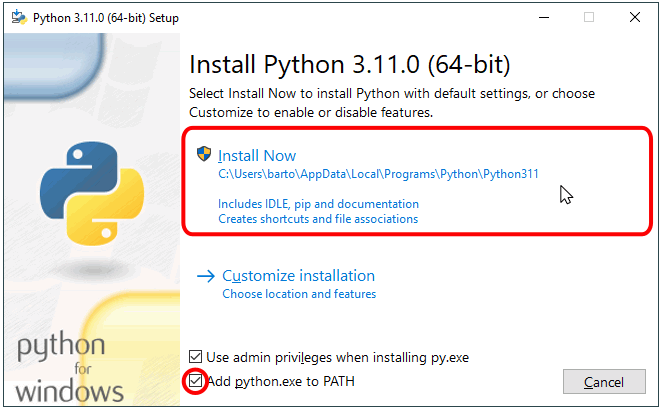 Python 3.11.0 (64-bit) Setup
Install Python 3.11.0 (64-bit)
Select Install Now to install Python with default settings, or choose
Customize to enable or disable features.
Install Now
C:\Users\barto\AppData\Local\Programs\Python\Python311
Includes IDLE, pip and documentation
Creates shortcuts and file associations
Customize installation
Choose location and features
Use admin privileges when installing py.exe
Add python.exe to PATH
Cancel
python
for
windows